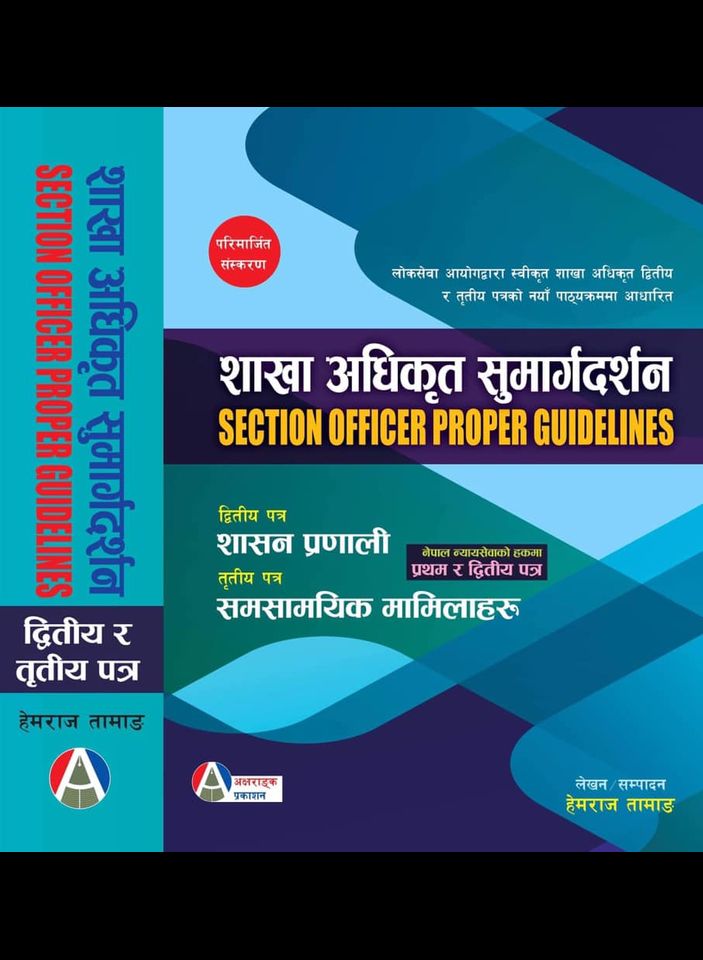 शाखा अधिकृत सुमार्गदर्शन
SECTION OFFICER PROPER GUIDELINES
द्वितीय र
तृतीय पत्र
हेमराज तामाङ
A
परिमार्जित
संस्करण
लोकसेवा आयोगद्वारा स्वीकृत शाखा अधिकृत द्वितीय
र तृतीय पत्रको नयाँ पाठ्यक्रममा आधारित
शाखा अधिकृत सुमार्गदर्शन
SECTION OFFICER PROPER GUIDELINES
द्वितीय पत्र
शासन प्रणाली
नेपाल न्यायसेवाको हकमा
प्रथम र द्वितीय पत्र
तृतीय पत्र
समसामयिक मामिलाहरू
A
अक्षराङ्क
प्रकाशन
लेखन/सम्पादन
हेमराज तामाङ